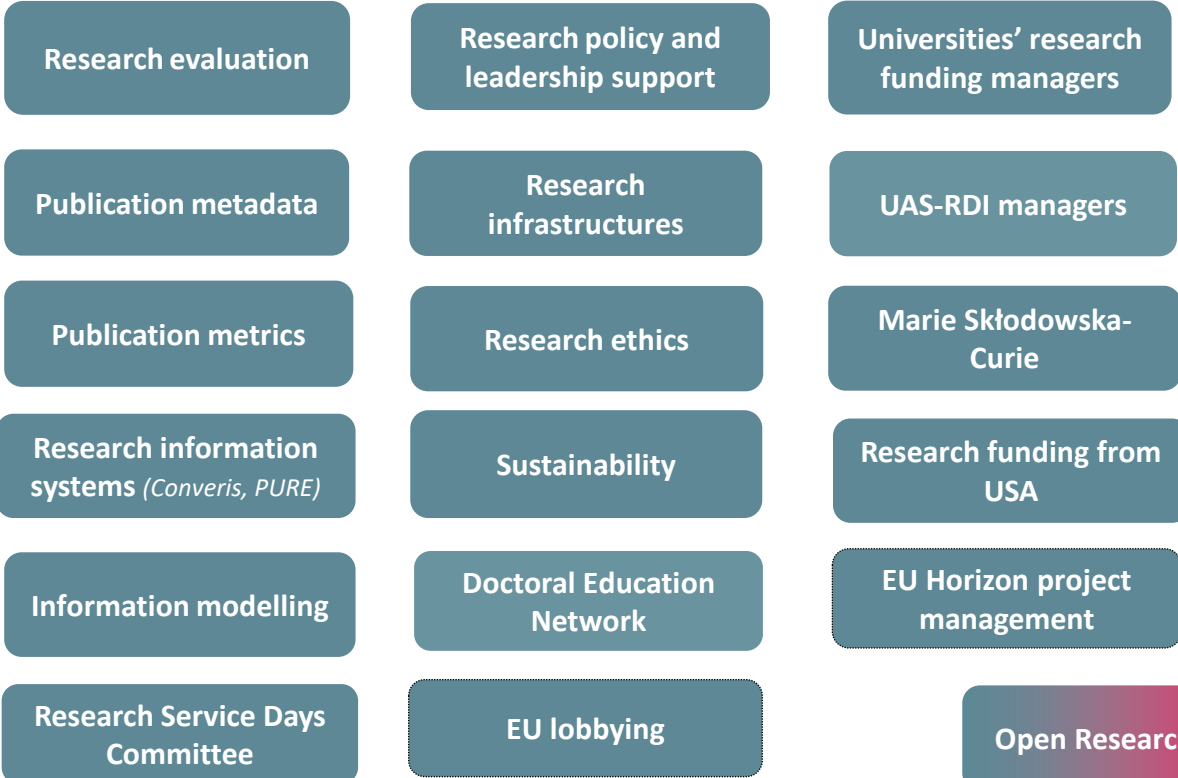 Research evaluation
Research policy and
leadership support
Universities’ research
funding managers
Publication metadata
Research
infrastructures
UAS-RDI managers
Publication metrics
Research ethics
Marie Skłodowska-
Curie
Research information
systems (Converis, PURE)
Sustainability
Research funding from
USA
Information modelling
Doctoral Education
Network
EU Horizon project
management
Research Service Days
Committee
EU lobbying
Open Researc